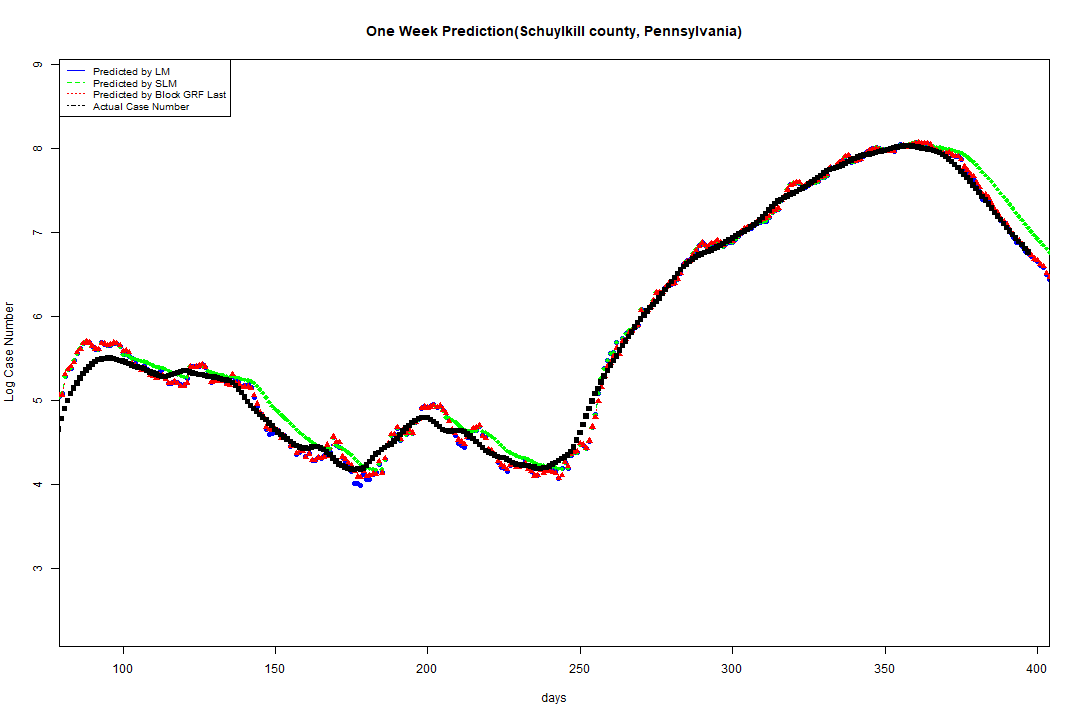 One Week Prediction(Schuylkill county, Pennsylvania)
Predicted by LM
Predicted by SLM
Predicted by Block GRF Last
Actual Case Number
9
8
7
6
5
4
3
Log Case Number
100 150 200 250 300 350 400
days